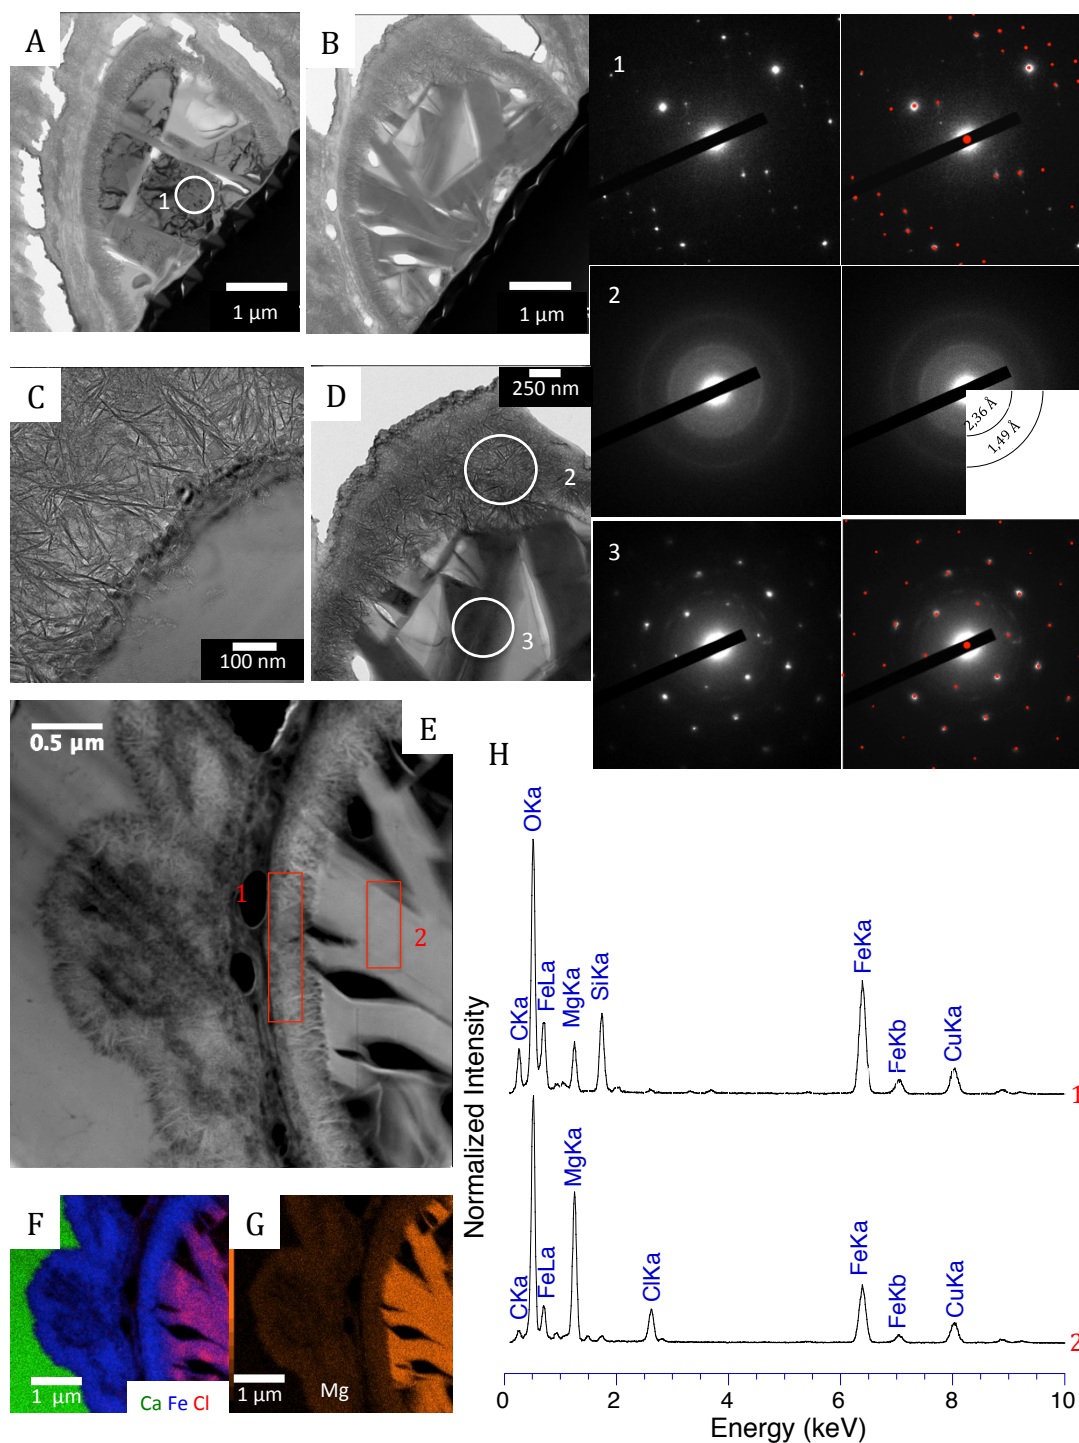 A
1
1 µm
B
1 µm
1
2
2,36 Å
1,49 Å
3
C
100 nm
D
250 nm
2
3
0.5 µm
E
1
2
F
1 µm
Ca Fe Cl
G
1 µm
Mg
H
Normalized Intensity
CKa
OKa
FeLa
MgKa
SiKa
FeKa
FeKb
CuKa
1
CKa
FeLa
MgKa
ClKa
FeKa
FeKb
CuKa
2
0 2 4 6 8 10
Energy (keV)